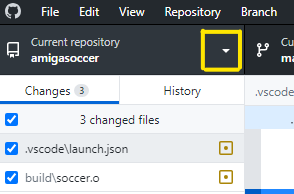 File Edit View Repository Branch
Current repository
amigasoccer
Changes 3 History
.vscode
3 changed files
.vscode\launch.json
build\soccer.o